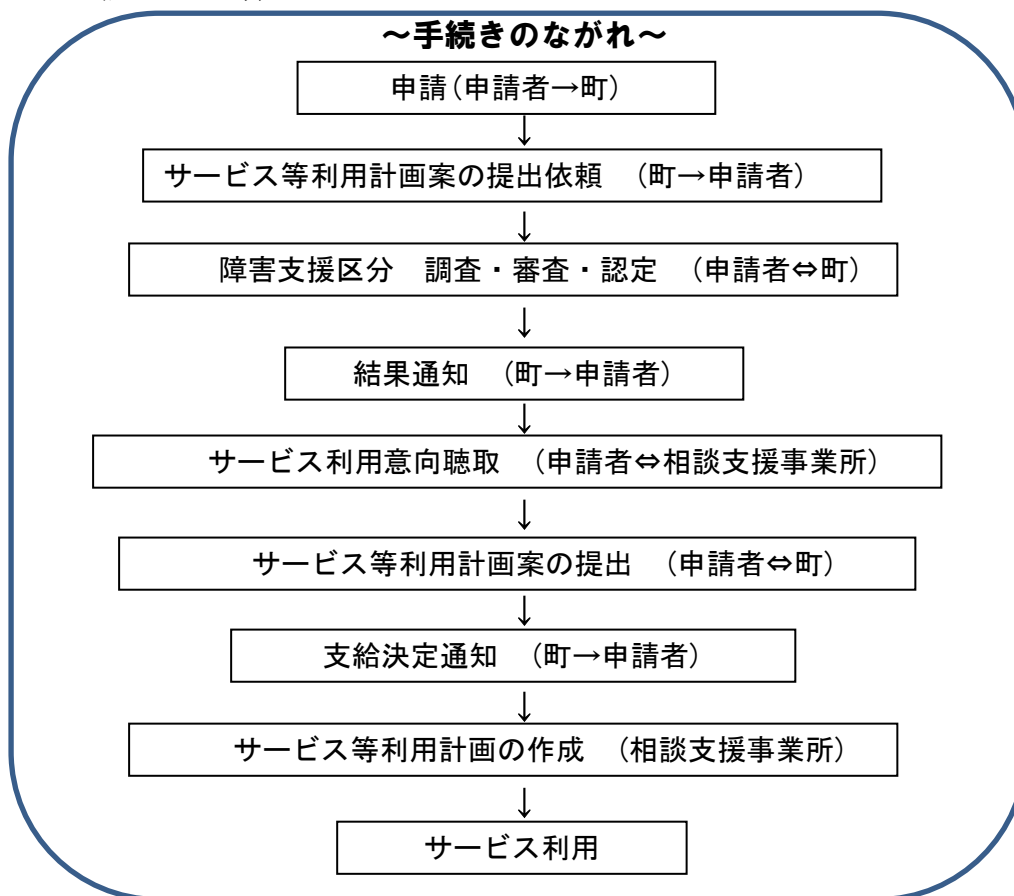 ～手続きのながれ～
申請（申請者→町）
↓
サービス等利用計画案の提出依頼　（町→申請者）
↓
障害支援区分　調査・審査・認定　（申請者⇔町）
↓
結果通知　（町→申請者）
↓
サービス利用意向聴取　（申請者⇔相談支援事業所）
↓
サービス等利用計画案の提出　（申請者⇔町）
↓
支給決定通知　（町→申請者）
↓
サービス等利用計画の作成　（相談支援事業所）
↓
サービス利用